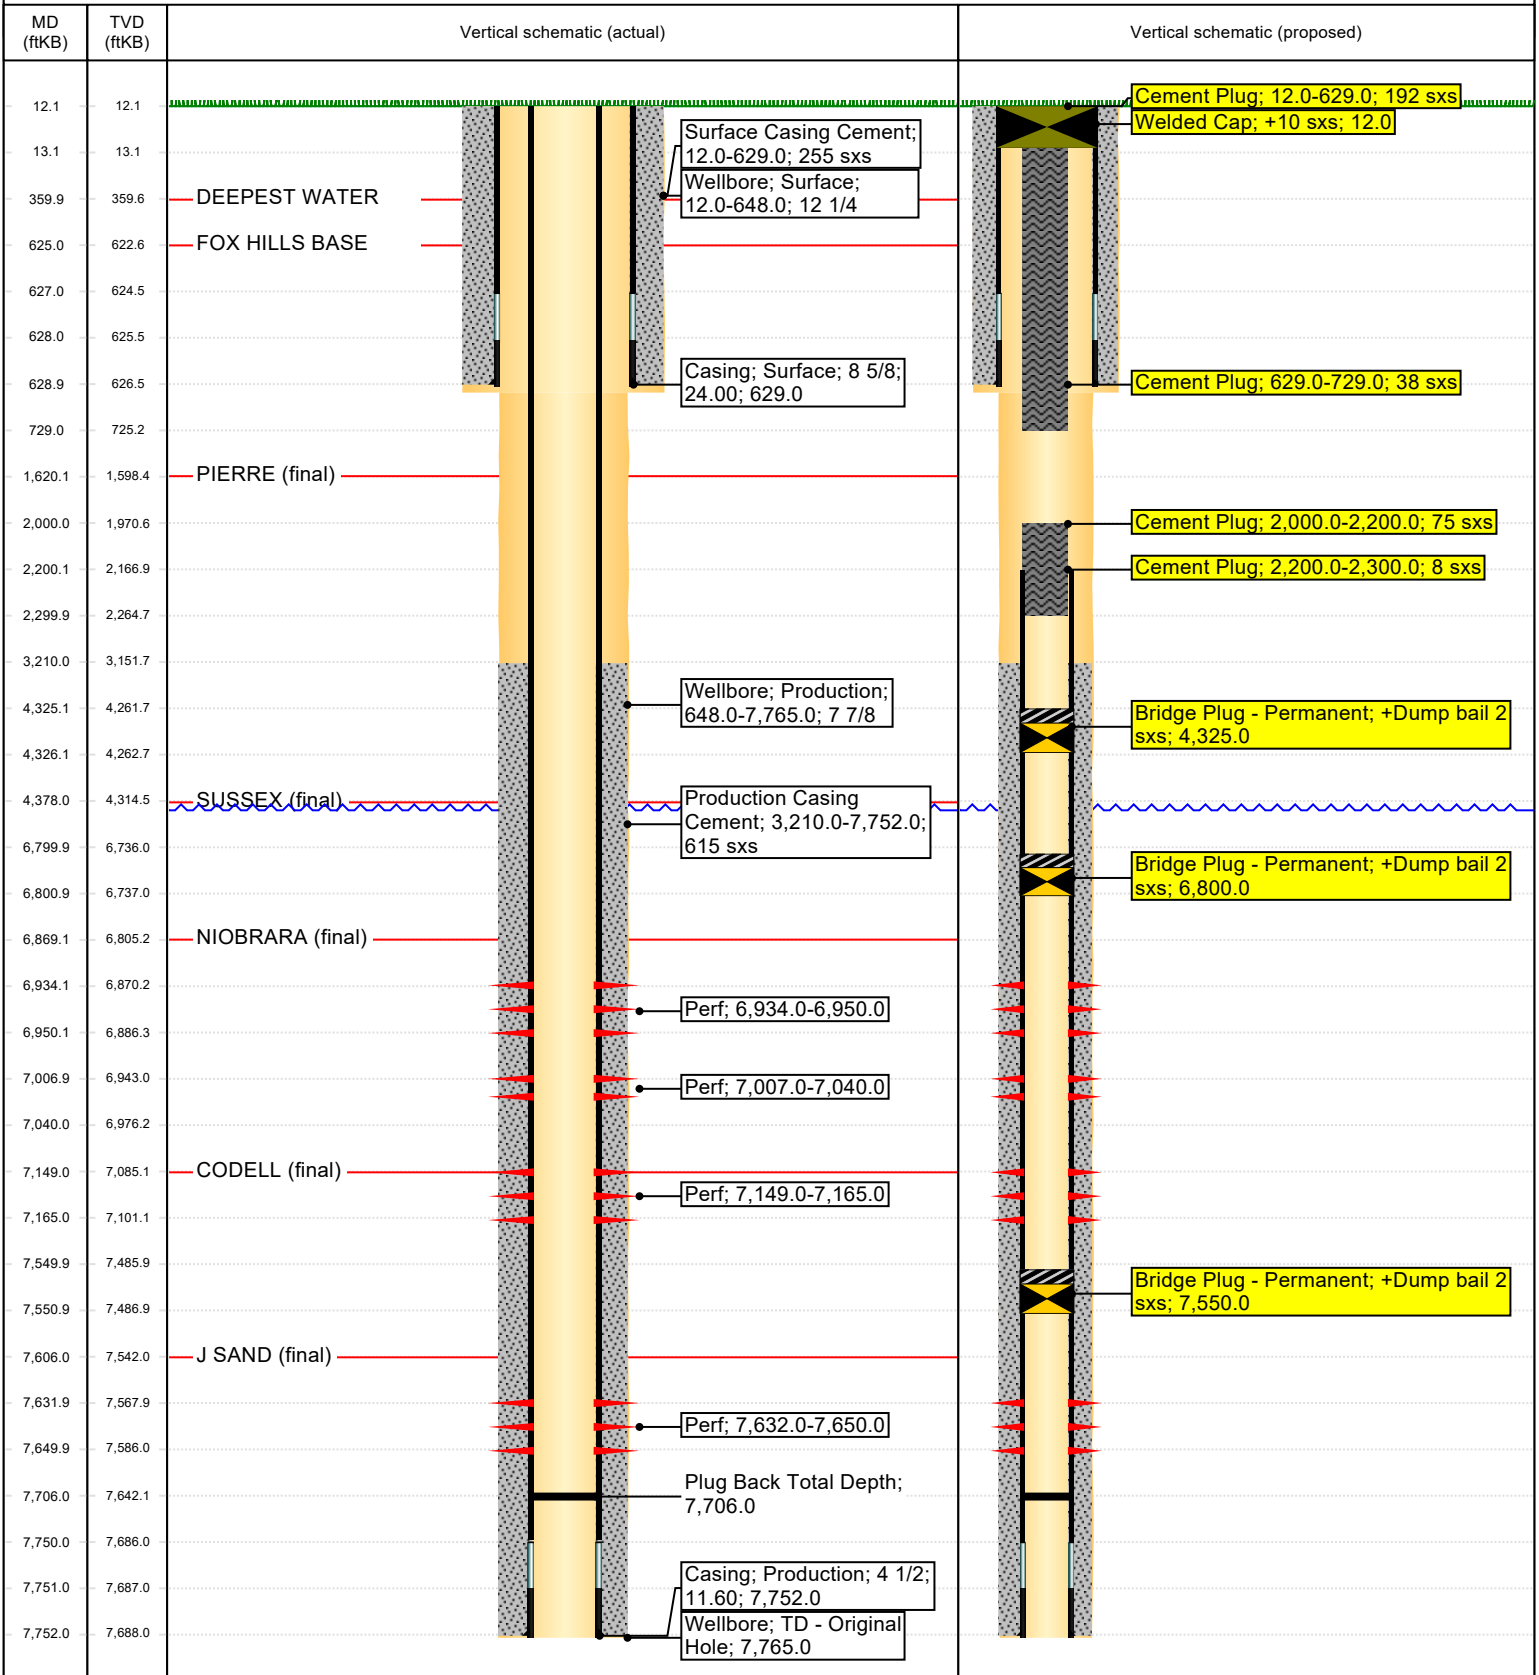 MD
(ftKB)
TVD
(ftKB)
Vertical schematic (actual)
Vertical schematic (proposed)
12.1 12.1
13.1 13.1
359.9 359.6
625.0 622.6
627.0 624.5
628.0 625.5
628.9 626.5
729.0 725.2
1,620.1 1,598.4
2,000.0 1,970.6
2,200.1 2,166.9
2,299.9 2,264.7
3,210.0 3,151.7
4,325.1 4,261.7
4,326.1 4,262.7
4,378.0 4,314.5
6,799.9 6,736.0
6,800.9 6,737.0
6,869.1 6,805.2
6,934.1 6,870.2
6,950.1 6,886.3
7,006.9 6,943.0
7,040.0 6,976.2
7,149.0 7,085.1
7,165.0 7,101.1
7,549.9 7,485.9
7,550.9 7,486.9
7,606.0 7,542.0
7,631.9 7,567.9
7,649.9 7,586.0
7,706.0 7,642.1
7,750.0 7,686.0
7,751.0 7,687.0
7,752.0 7,688.0
DEEPEST WATER
FOX HILLS BASE
PIERRE (final)
SUSSEX (final)
NIOBRARA (final)
CODELL (final)
J SAND (final)
Surface Casing Cement;
12.0-629.0; 255 sxs
Wellbore; Surface;
12.0-648.0; 12 1/4
Casing; Surface; 8 5/8;
24.00; 629.0
Wellbore; Production;
648.0-7,765.0; 7 7/8
Production Casing
Cement; 3,210.0-7,752.0;
615 sxs
Perf; 6,934.0-6,950.0
Perf; 7,007.0-7,040.0
Perf; 7,149.0-7,165.0
Perf; 7,632.0-7,650.0
Plug Back Total Depth;
7,706.0
Casing; Production; 4 1/2;
11.60; 7,752.0
Wellbore; TD - Original
Hole; 7,765.0
Cement Plug; 12.0-629.0; 192 sxs
Welded Cap; +10 sxs; 12.0
Cement Plug; 629.0-729.0; 38 sxs
Cement Plug; 2,000.0-2,200.0; 75 sxs
Cement Plug; 2,200.0-2,300.0; 8 sxs
Bridge Plug - Permanent; +Dump bail 2
sxs; 4,325.0
Bridge Plug - Permanent; +Dump bail 2
sxs; 6,800.0
Bridge Plug - Permanent; +Dump bail 2
sxs; 7,550.0